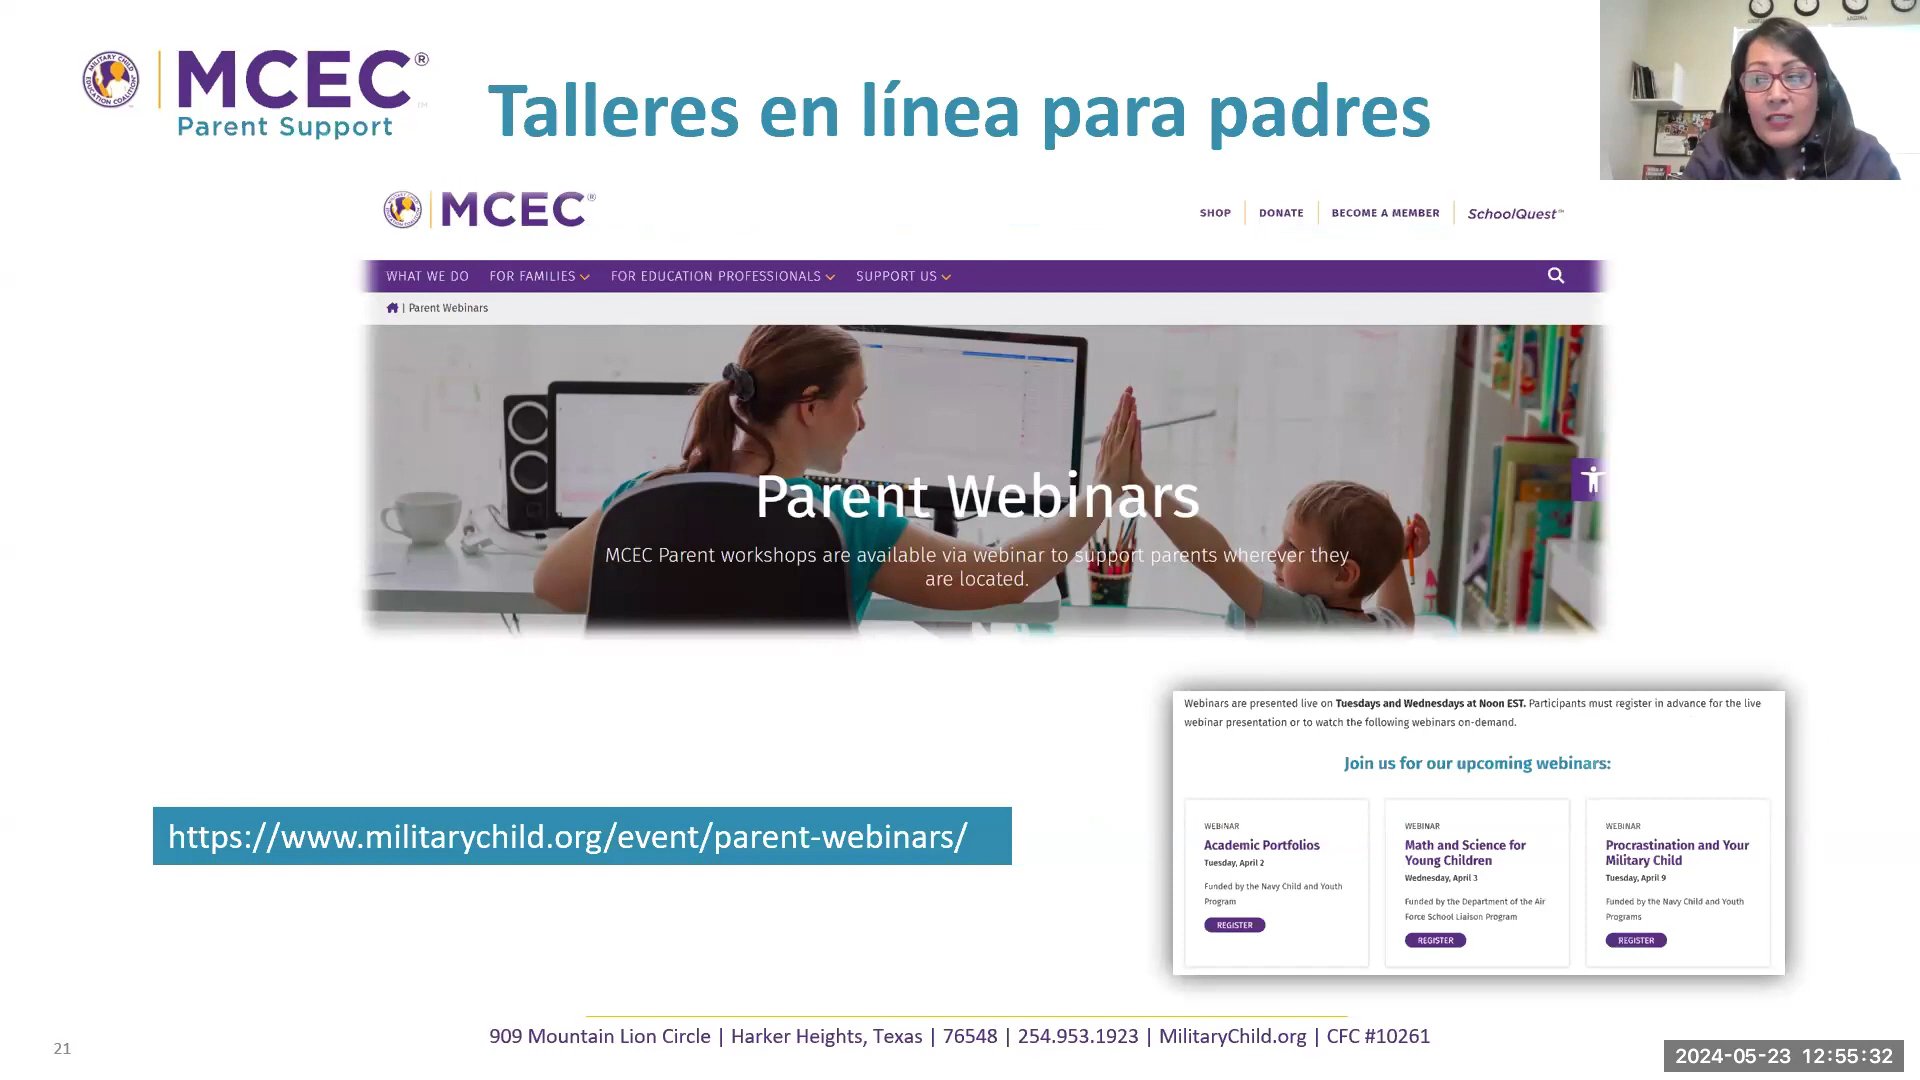 MCEC®
Parent Support
Talleres en línea para padres
MCEC®
SHOP
DONATE
BECOME A MEMBER
SchoolQuest
WHAT WE DO
FOR FAMILIES
FOR EDUCATION PROFESSIONALS
SUPPORT US
| Parent Webinars
Parent Webinars
MCEC Parent workshops are available via webinar to support parents wherever they
are located.
Webinars are presented live on Tuesdays and Wednesdays at Noon EST. Participants must register in advance for the live
webinar presentation or to watch the following webinars on-demand.
Join us for our upcoming webinars:
WEBINAR
Academic Portfolios
Tuesday, April 2
Funded by the Navy Child and Youth
Program
REGISTER
WEBINAR
Math and Science for
Young Children
Wednesday, April 3
Funded by the Department of the Air
Force School Liaison Program
REGISTER
WEBINAR
Procrastination and Your
Military Child
Tuesday, April 9
Funded by the Navy Child and Youth
Programs
REGISTER
https://www.militarychild.org/event/parent-webinars/
909 Mountain Lion Circle | Harker Heights, Texas | 76548 | 254.953.1923 | MilitaryChild.org | CFC #10261
21
2024-05-23 12:55:32